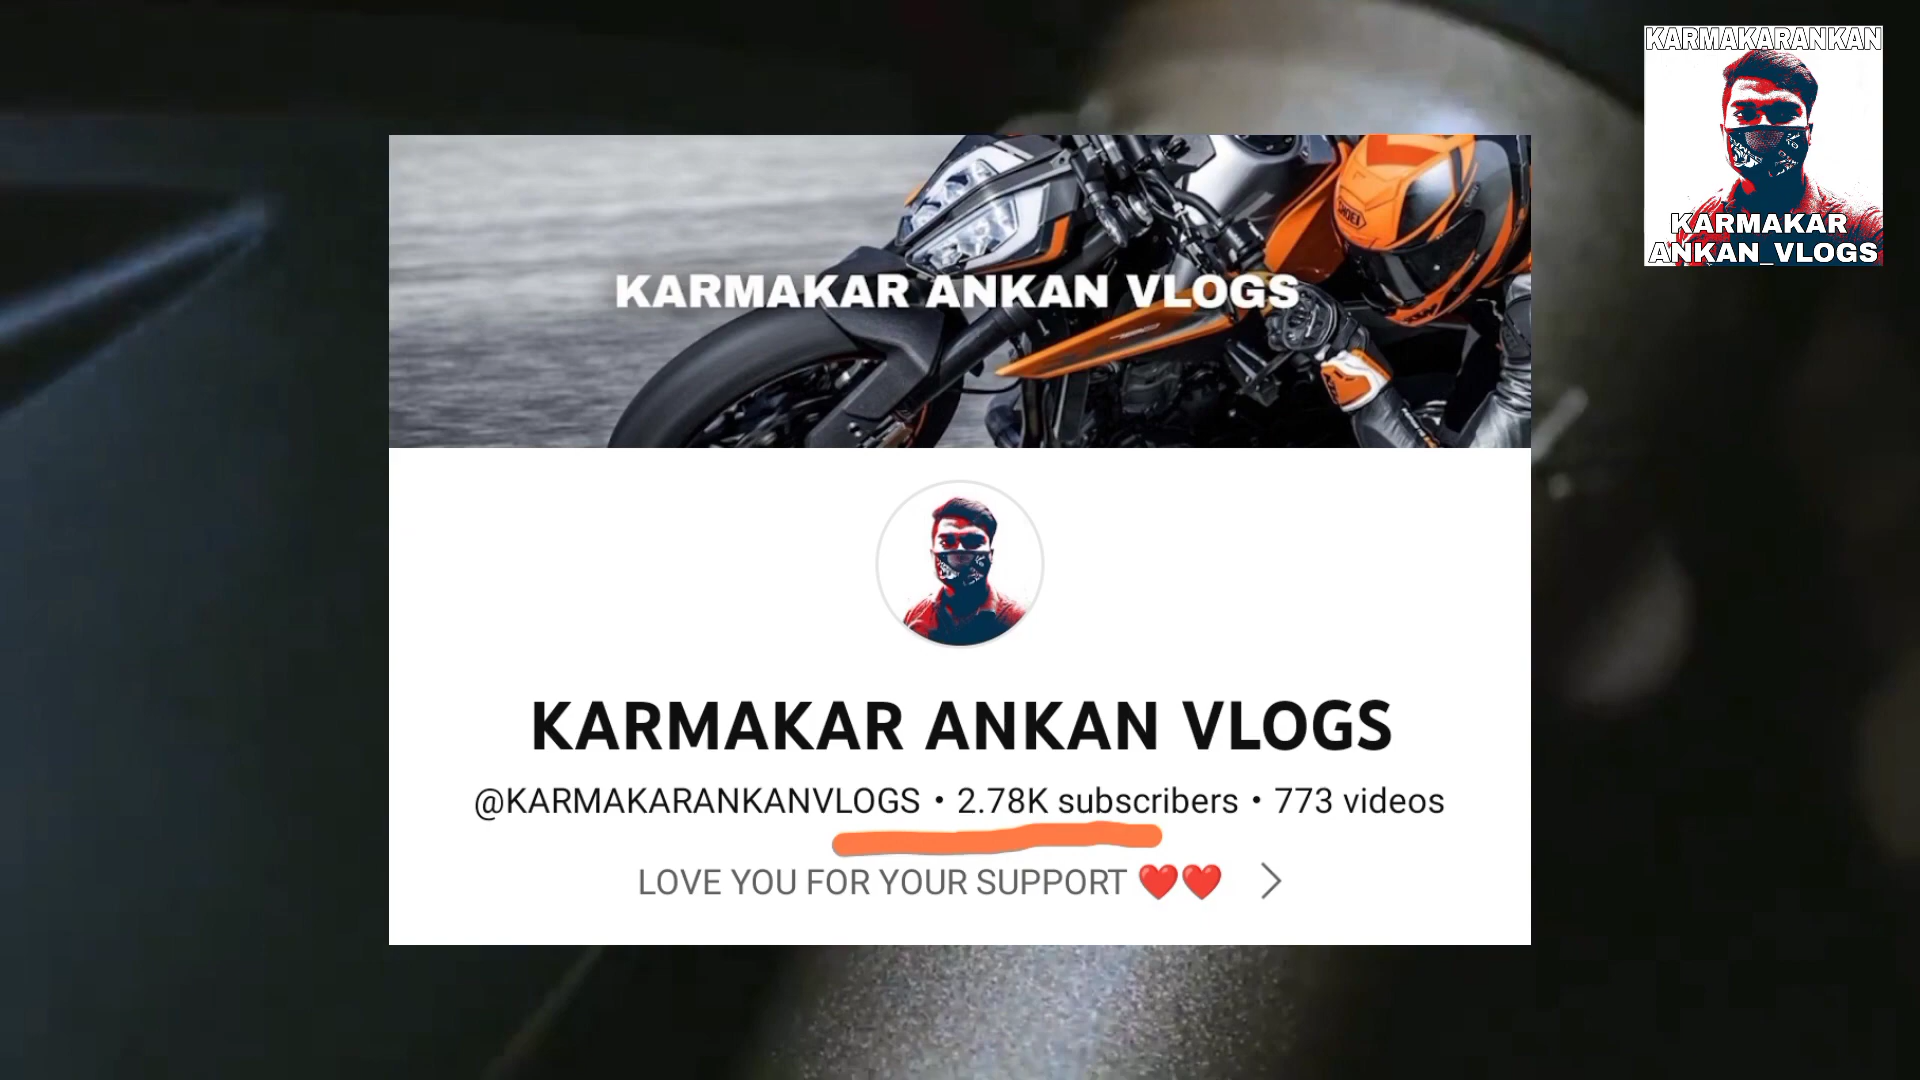 KARMAKARANKAN
KARMAKAR
ANKAN_VLOGS
KARMAKAR ANKAN VLOGS
SHOEI
KARMAKAR ANKAN VLOGS
@KARMAKARANKANVLOGS • 2.78K subscribers • 773 videos
LOVE YOU FOR YOUR SUPPORT ❤️❤️ >